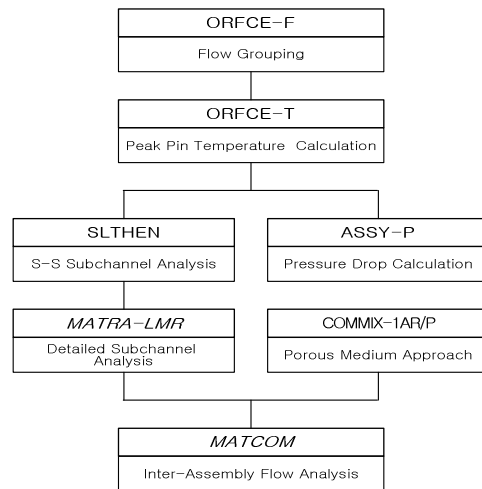 ORFCE-F
Flow Grouping
ORFCE-T
Peak Pin Temperature Calculation
SLTHEN
S-S Subchannel Analysis
ASSY-P
Pressure Drop Calculation
MATRA-LMR
Detailed Subchannel
Analysis
COMMIX-1AR/P
Porous Medium Approach
MATCOM
Inter-Assembly Flow Analysis